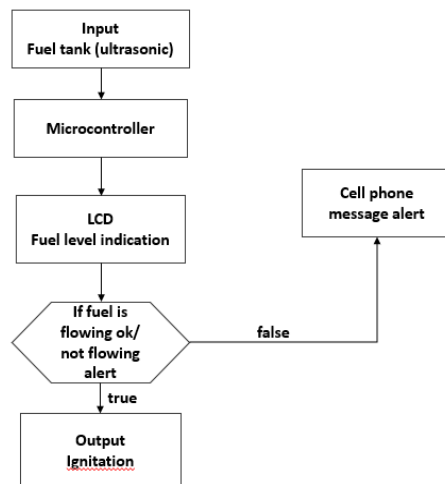 Input
Fuel tank (ultrasonic)
Microcontroller
LCD
Fuel level indication
Cell phone
message alert
If fuel is
flowing ok/
not flowing
alert
false
true
Output
Ignitation